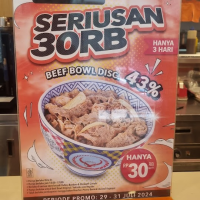 SERIUSAN
30RB
HANYA
3 HARI
BEEF BOWL DISC
43%
HANYA
30
PERIODE PROMO: 29 - 31 JULI 2024